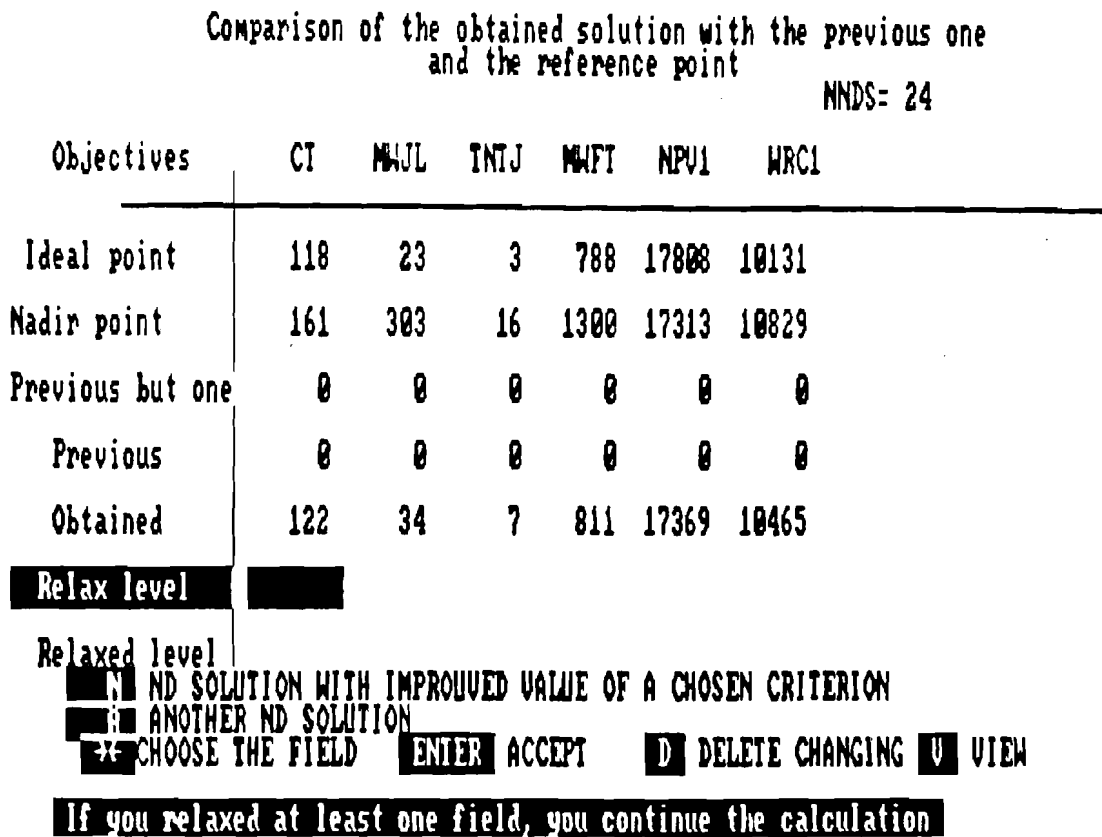 Comparison of the obtained solution with the previous one
and the reference point
NNDS= 24
Objectives CT MWJL TNTJ MWFT NPV1 WRC1
Ideal point 118 23 3 788 17808 10131
Nadir point 161 303 16 1300 17313 10829
Previous but one 0 0 0 0 0 0
Previous 0 0 0 0 0 0
Obtained 122 34 7 811 17369 10465
Relax level
Relaxed level
N ND SOLUTION WITH IMPROUVED VALUE OF A CHOSEN CRITERION
ANOTHER ND SOLUTION
CHOOSE THE FIELD ENTER ACCEPT D DELETE CHANGING V VIEW
If you relaxed at least one field, you continue the calculation